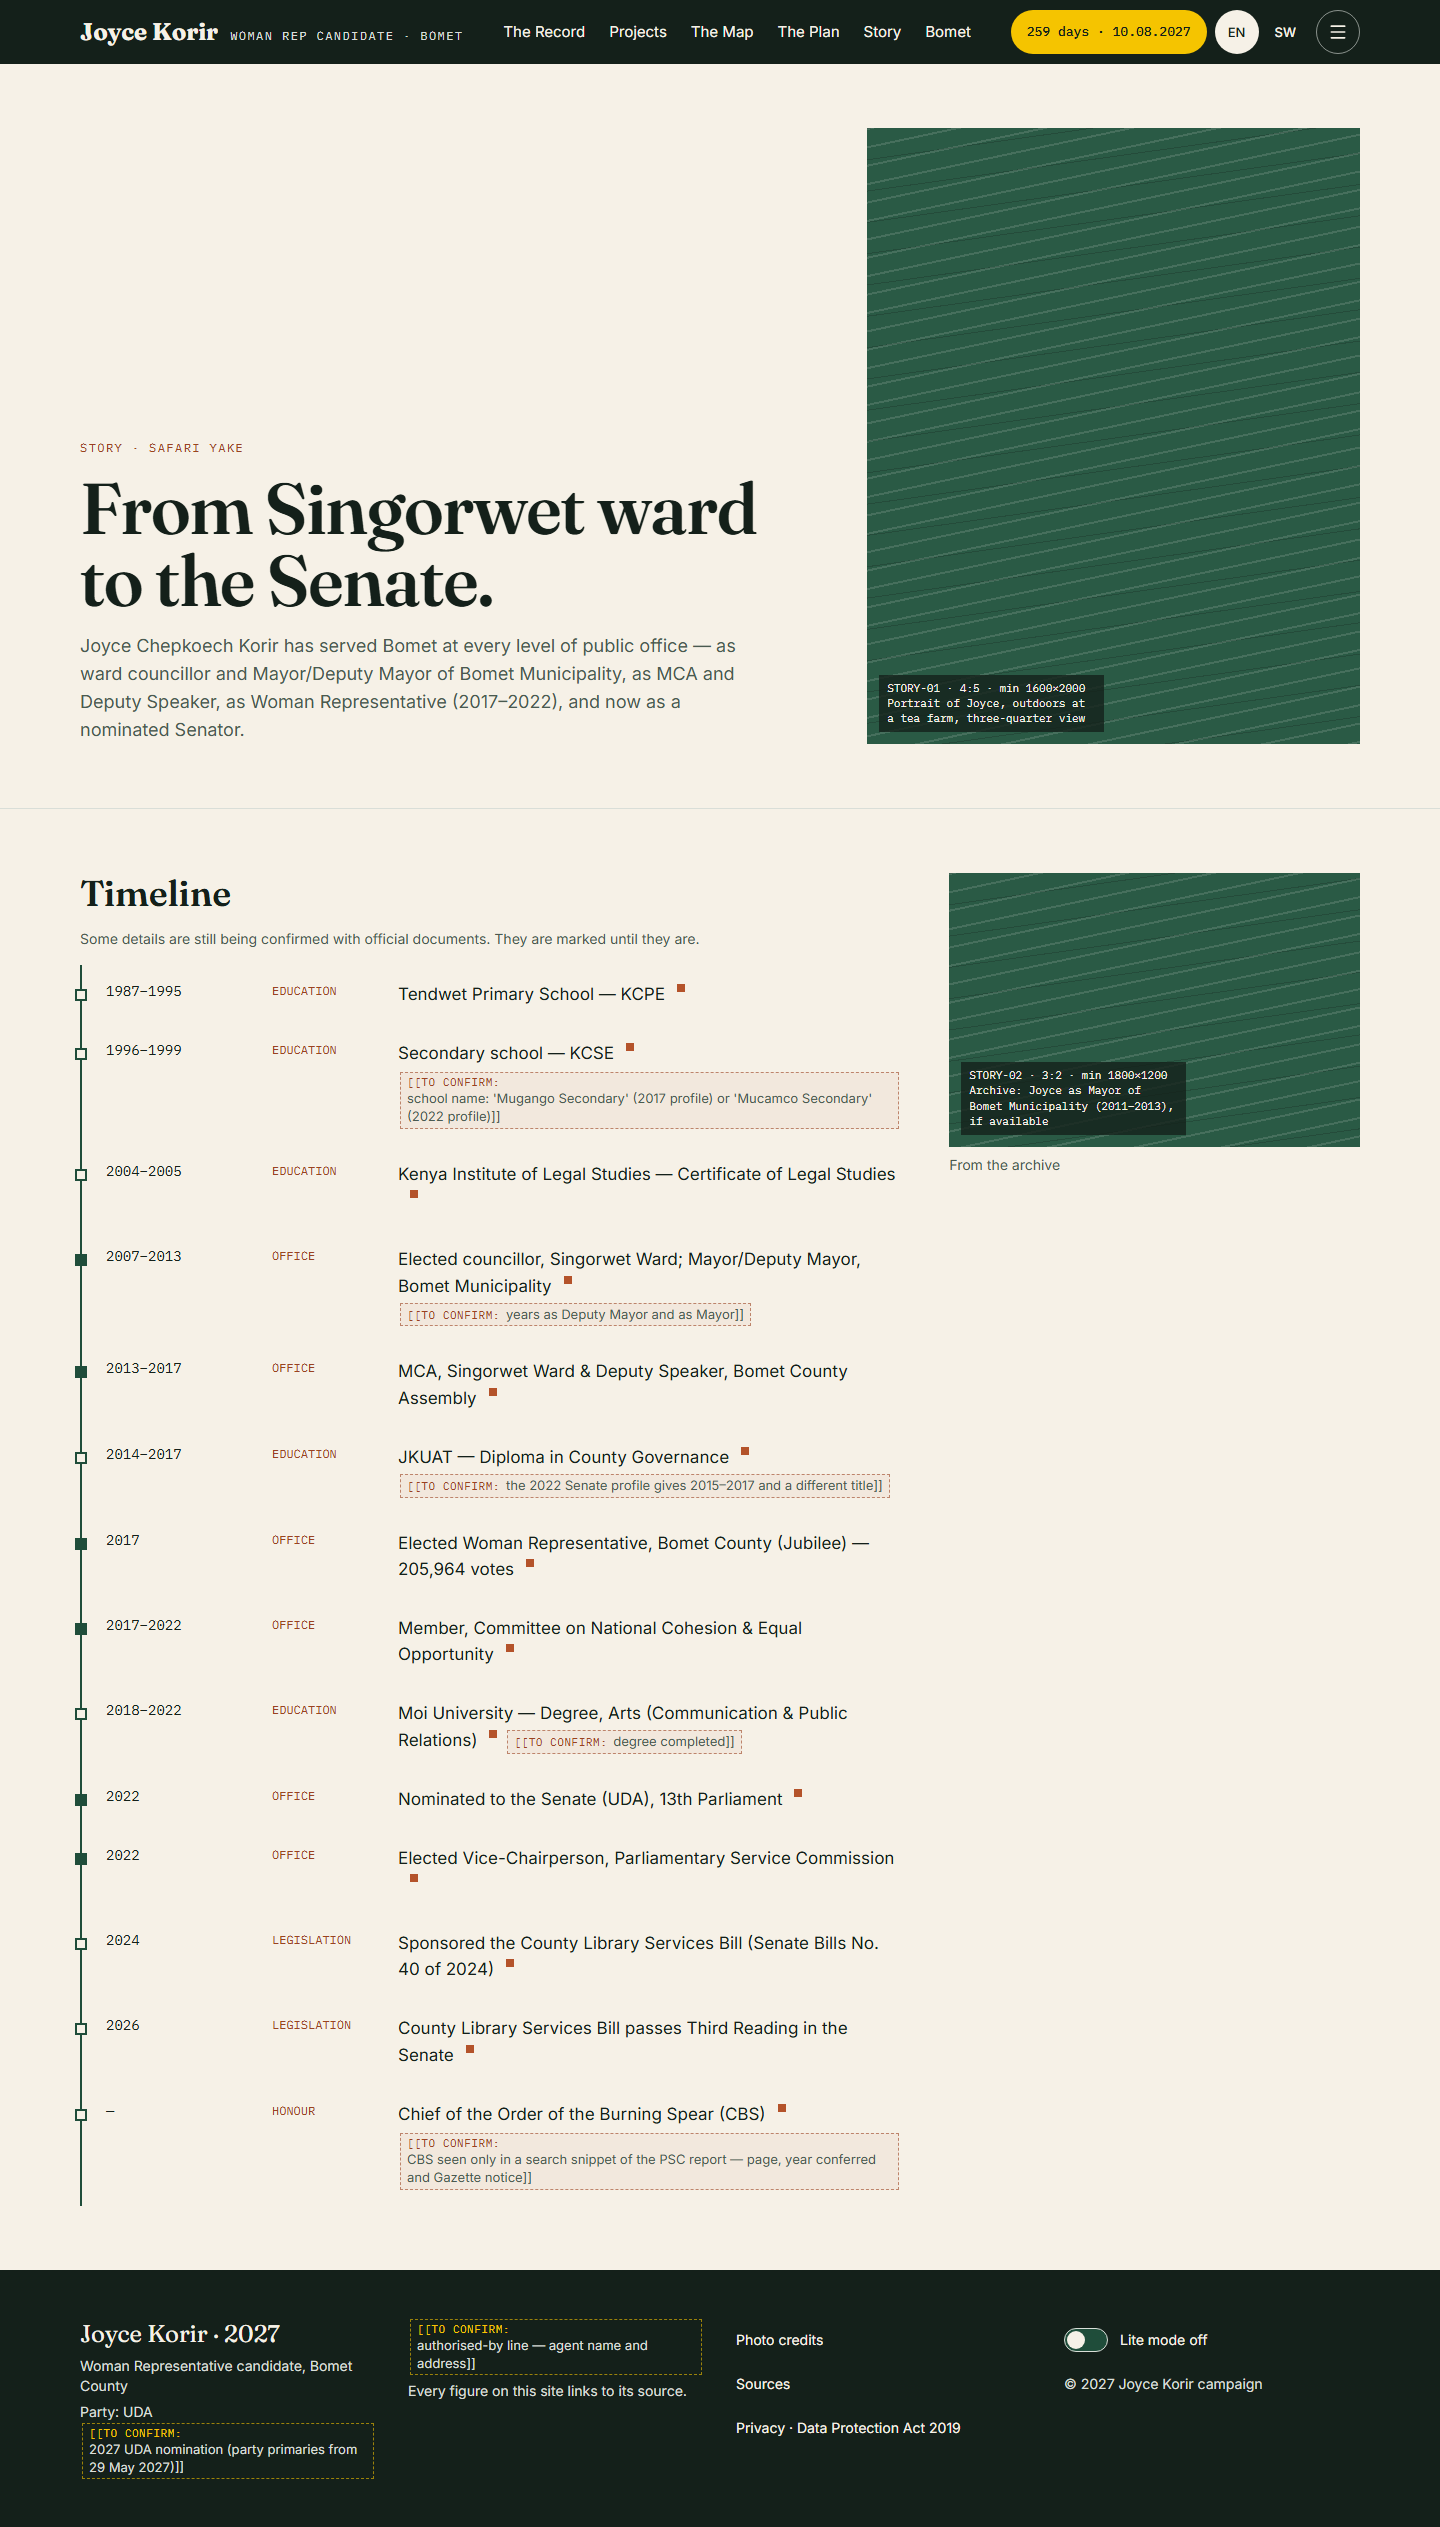 Joyce Korir WOMAN REP CANDIDATE · BOMET The Record Projects The Map The Plan Story Bomet 259 days · 10.08.2027 EN SW
STORY · SAFARI YAKE
From Singorwet ward
to the Senate.
Joyce Chepkoech Korir has served Bomet at every level of public office — as
ward councillor and Mayor/Deputy Mayor of Bomet Municipality, as MCA and
Deputy Speaker, as Woman Representative (2017–2022), and now as a
nominated Senator.
STORY-01 · 4:5 · min 1600×2000
Portrait of Joyce, outdoors at
a tea farm, three-quarter view
Timeline
Some details are still being confirmed with official documents. They are marked until they are.
1987–1995 EDUCATION Tendwet Primary School — KCPE
1996–1999 EDUCATION Secondary school — KCSE
[[TO CONFIRM:
school name: 'Mugango Secondary' (2017 profile) or 'Mucamco Secondary'
(2022 profile)]]
2004–2005 EDUCATION Kenya Institute of Legal Studies — Certificate of Legal Studies
2007–2013 OFFICE Elected councillor, Singorwet Ward; Mayor/Deputy Mayor,
Bomet Municipality
[[TO CONFIRM: years as Deputy Mayor and as Mayor]]
2013–2017 OFFICE MCA, Singorwet Ward & Deputy Speaker, Bomet County
Assembly
2014–2017 EDUCATION JKUAT — Diploma in County Governance
[[TO CONFIRM: the 2022 Senate profile gives 2015–2017 and a different title]]
2017 OFFICE Elected Woman Representative, Bomet County (Jubilee) —
205,964 votes
2017–2022 OFFICE Member, Committee on National Cohesion & Equal
Opportunity
2018–2022 EDUCATION Moi University — Degree, Arts (Communication & Public
Relations) [[TO CONFIRM: degree completed]]
2022 OFFICE Nominated to the Senate (UDA), 13th Parliament
2022 OFFICE Elected Vice-Chairperson, Parliamentary Service Commission
2024 LEGISLATION Sponsored the County Library Services Bill (Senate Bills No.
40 of 2024)
2026 LEGISLATION County Library Services Bill passes Third Reading in the
Senate
— HONOUR Chief of the Order of the Burning Spear (CBS)
[[TO CONFIRM:
CBS seen only in a search snippet of the PSC report — page, year conferred
and Gazette notice]]
STORY-02 · 3:2 · min 1800×1200
Archive: Joyce as Mayor of
Bomet Municipality (2011–2013),
if available
From the archive
Joyce Korir · 2027
Woman Representative candidate, Bomet
County
Party: UDA
[[TO CONFIRM:
2027 UDA nomination (party primaries from
29 May 2027)]]
[[TO CONFIRM:
authorised-by line — agent name and
address]]
Every figure on this site links to its source.
Photo credits
Sources
Privacy · Data Protection Act 2019
Lite mode off
© 2027 Joyce Korir campaign